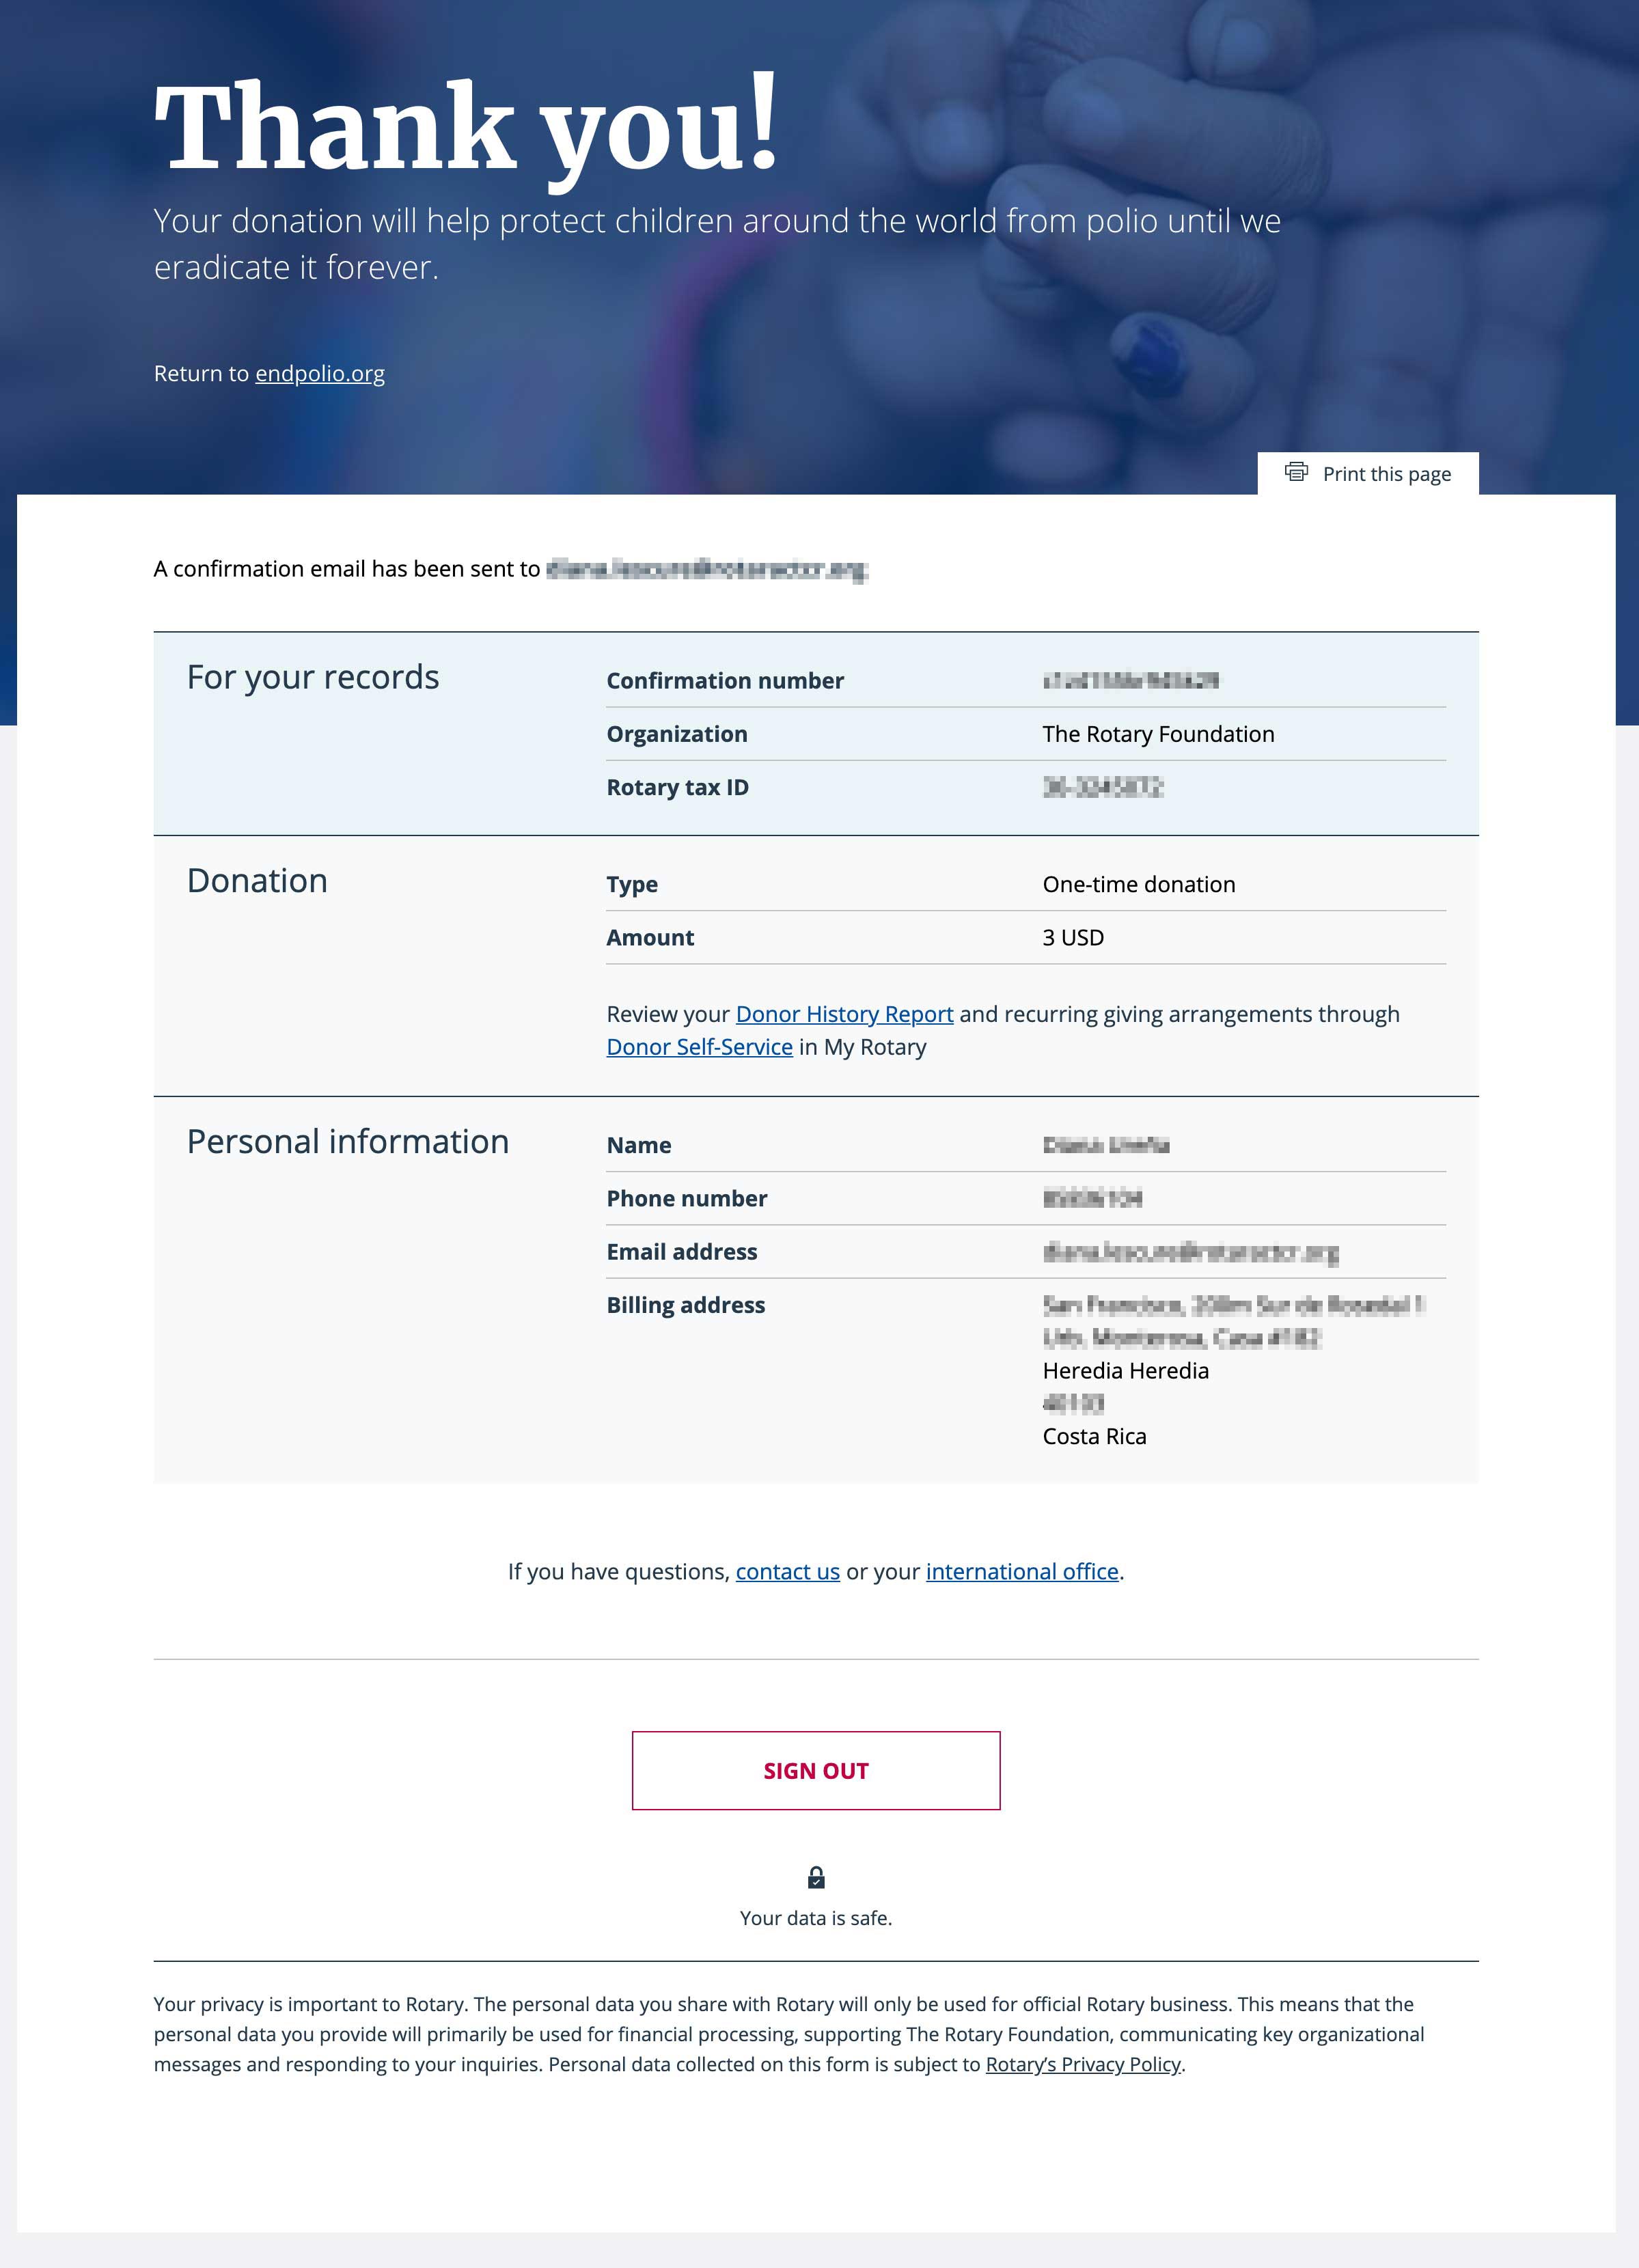 Thank you!
Your donation will help protect children around the world from polio until we
eradicate it forever.
Return to endpolio.org
Print this page
A confirmation email has been sent to
For your records
Confirmation number
Organization The Rotary Foundation
Rotary tax ID
Donation
Type One-time donation
Amount 3 USD
Review your Donor History Report and recurring giving arrangements through
Donor Self-Service in My Rotary
Personal information
Name
Phone number
Email address
Billing address
Heredia Heredia
Costa Rica
If you have questions, contact us or your international office.
SIGN OUT
Your data is safe.
Your privacy is important to Rotary. The personal data you share with Rotary will only be used for official Rotary business. This means that the
personal data you provide will primarily be used for financial processing, supporting The Rotary Foundation, communicating key organizational
messages and responding to your inquiries. Personal data collected on this form is subject to Rotary’s Privacy Policy.